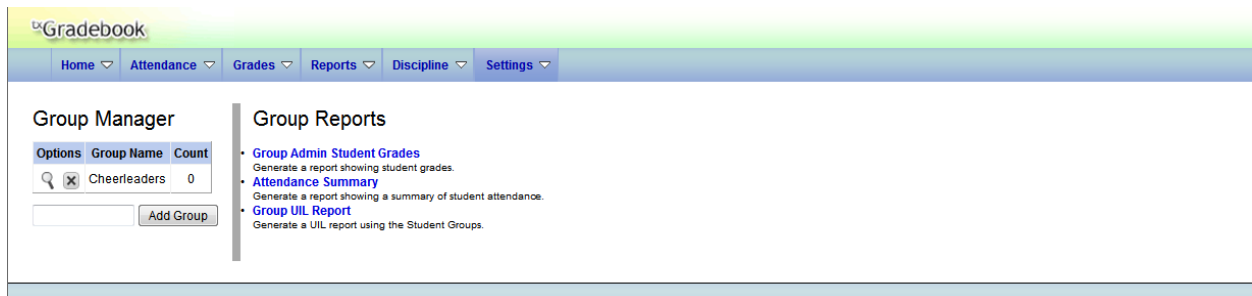 txGradebook
Home Attendance Grades Reports Discipline Settings
Group Manager
Options Group Name Count
Cheerleaders 0
Add Group
Group Reports
• Group Admin Student Grades
Generate a report showing student grades.
• Attendance Summary
Generate a report showing a summary of student attendance.
• Group UIL Report
Generate a UIL report using the Student Groups.